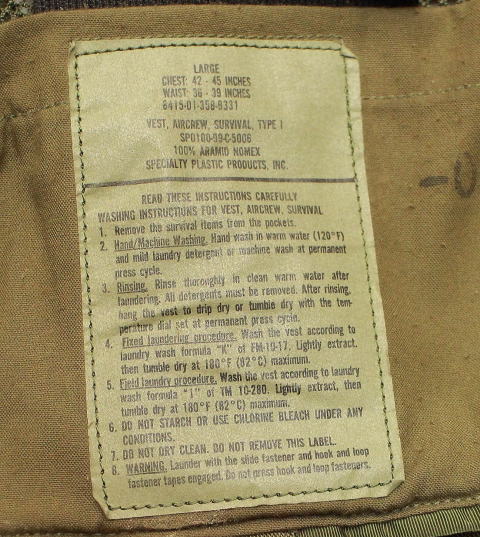 LARGE
CHEST: 42 - 45 INCHES
WAIST: 36 - 39 INCHES
8415-01-358-9331
VEST, AIRCREW, SURVIVAL, TYPE I
SPO100-99-C-5006
100% ARAMID NOMEX
SPECIALTY PLASTIC PRODUCTS, INC.
READ THESE INSTRUCTIONS CAREFULLY
WASHING INSTRUCTIONS FOR VEST, AIRCREW, SURVIVAL
1. Remove the survival items from the pockets.
2. Hand/Machine Washing. Hand wash in warm water (120°F)
and mild laundry detergent or machine wash at permanent
press cycle.
3. Rinsing. Rinse thoroughly in clean warm water after
laundering. All detergents must be removed. After rinsing,
hang the vest to drip dry or tumble dry with the tem-
perature dial set at permanent press cycle.
4. Fixed laundering procedure. Wash the vest according to
laundry wash formula "K" of FM-10-17. Lightly extract,
then tumble dry at 180°F (82°C) maximum.
5. Field laundry procedure. Wash the vest according to laundry
wash formula "1" of TM 10-280. Lightly extract, then
tumble dry at 180°F (82°C) maximum.
6. DO NOT STARCH OR USE CHLORINE BLEACH UNDER ANY
CONDITIONS.
7. DO NOT DRY CLEAN. DO NOT REMOVE THIS LABEL.
8. WARNING. Launder with the slide fastener and hook and loop
fastener tapes engaged. Do not press hook and loop fasteners.